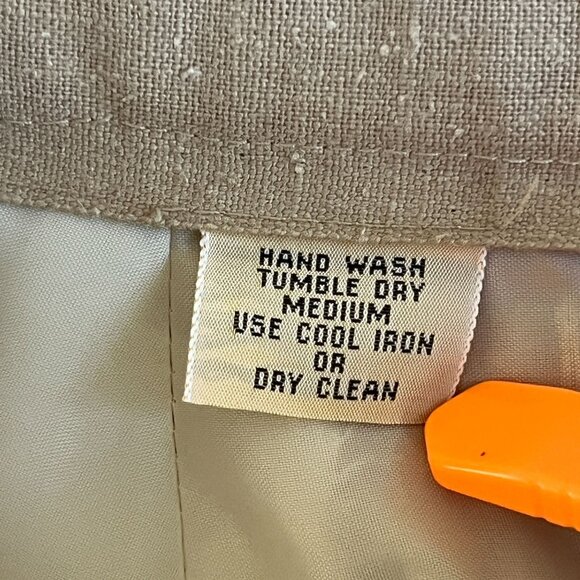 HAND WASH
TUMBLE DRY
MEDIUM
USE COOL IRON
OR
DRY CLEAN